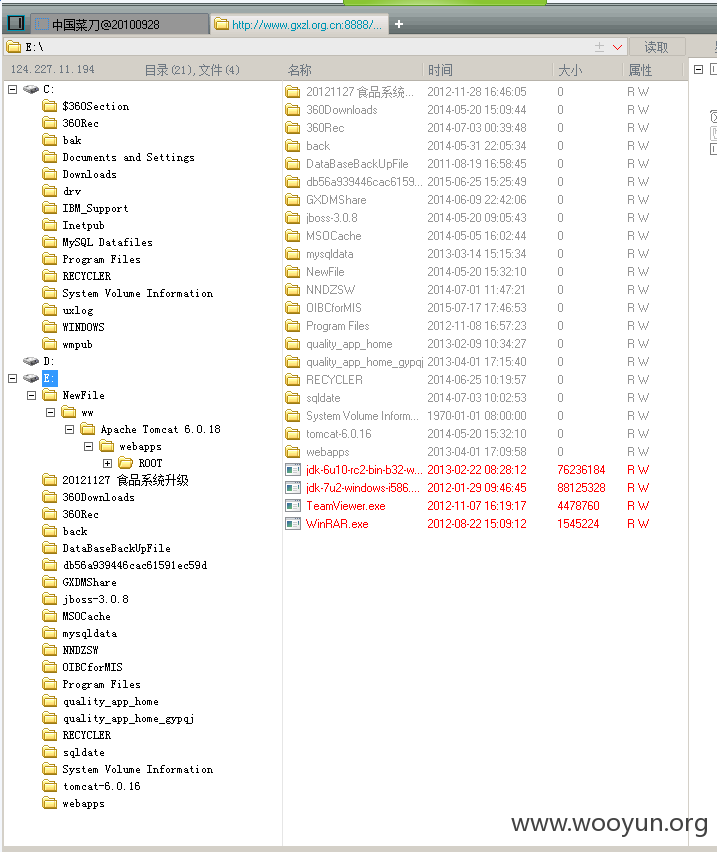 中国菜刀@20100928 http://www.gxzl.org.cn:8888/... +
E:\ 读取
124.227.11.194 目录(21),文件(4) 名称 时间 大小 属性
C:
$360Section
360Rec
bak
Documents and Settings
Downloads
drv
IBM_Support
Inetpub
MySQL Datafiles
Program Files
RECYCLER
System Volume Information
uxlog
WINDOWS
wmpub
D:
E:
NewFile
ww
Apache Tomcat 6.0.18
webapps
ROOT
20121127 食品系统升级
360Downloads
360Rec
back
DataBaseBackUpFile
db56a939446cac61591ec59d
GXDMShare
jboss-3.0.8
MSOCache
mysqldata
NNDZSW
OIBCforMIS
Program Files
quality_app_home
quality_app_home_gypqj
RECYCLER
sqldate
System Volume Information
tomcat-6.0.16
webapps
20121127 食品系统... 2012-11-28 16:46:05 0 R W
360Downloads 2014-05-20 15:09:44 0 R W
360Rec 2014-07-03 00:39:48 0 R W
back 2014-05-31 22:05:34 0 R W
DataBaseBackUpFile 2011-08-19 16:58:45 0 R W
db56a939446cac6159... 2015-06-25 15:25:49 0 R W
GXDMShare 2014-06-09 22:42:06 0 R W
jboss-3.0.8 2014-05-20 09:05:43 0 R W
MSOCache 2014-05-05 16:02:44 0 R W
mysqldata 2013-03-14 15:15:34 0 R W
NewFile 2014-05-20 15:32:10 0 R W
NNDZSW 2014-07-01 11:47:21 0 R W
OIBCforMIS 2015-07-17 17:46:53 0 R W
Program Files 2012-11-08 16:57:23 0 R W
quality_app_home 2013-02-09 10:34:27 0 R W
quality_app_home_gypqj 2013-04-01 17:15:40 0 R W
RECYCLER 2014-06-25 10:19:57 0 R W
sqldate 2014-07-03 10:02:53 0 R W
System Volume Inform... 1970-01-01 08:00:00 0 R W
tomcat-6.0.16 2014-05-20 15:32:10 0 R W
webapps 2013-04-01 17:09:58 0 R W
jdk-6u10-rc2-bin-b32-w... 2013-02-22 08:28:12 76236184 R W
jdk-7u2-windows-i586.... 2012-01-29 09:46:45 88125328 R W
TeamViewer.exe 2012-11-07 16:19:17 4478760 R W
WinRAR.exe 2012-08-22 15:09:12 1545224 R W
www.wooyun.org